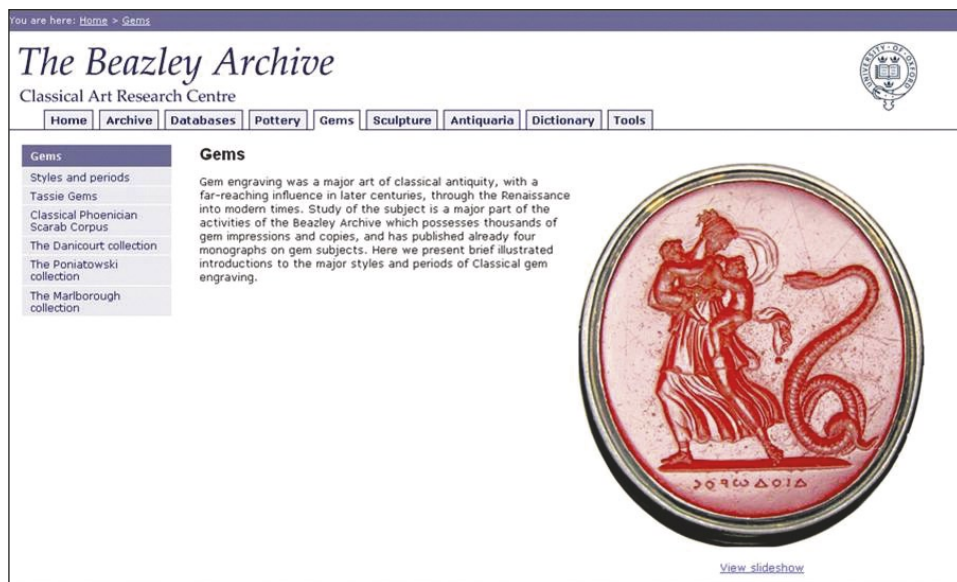 You are here: Home > Gems
The Beazley Archive
Classical Art Research Centre
UNIVERSITY · OF · OXFORD
Home Archive Databases Pottery Gems Sculpture Antiquaria Dictionary Tools
Gems
Styles and periods
Tassie Gems
Classical Phoenician
Scarab Corpus
The Danicourt collection
The Poniatowski
collection
The Marlborough
collection
Gems
Gem engraving was a major art of classical antiquity, with a
far-reaching influence in later centuries, through the Renaissance
into modern times. Study of the subject is a major part of the
activities of the Beazley Archive which possesses thousands of
gem impressions and copies, and has published already four
monographs on gem subjects. Here we present brief illustrated
introductions to the major styles and periods of Classical gem
engraving.
View slideshow